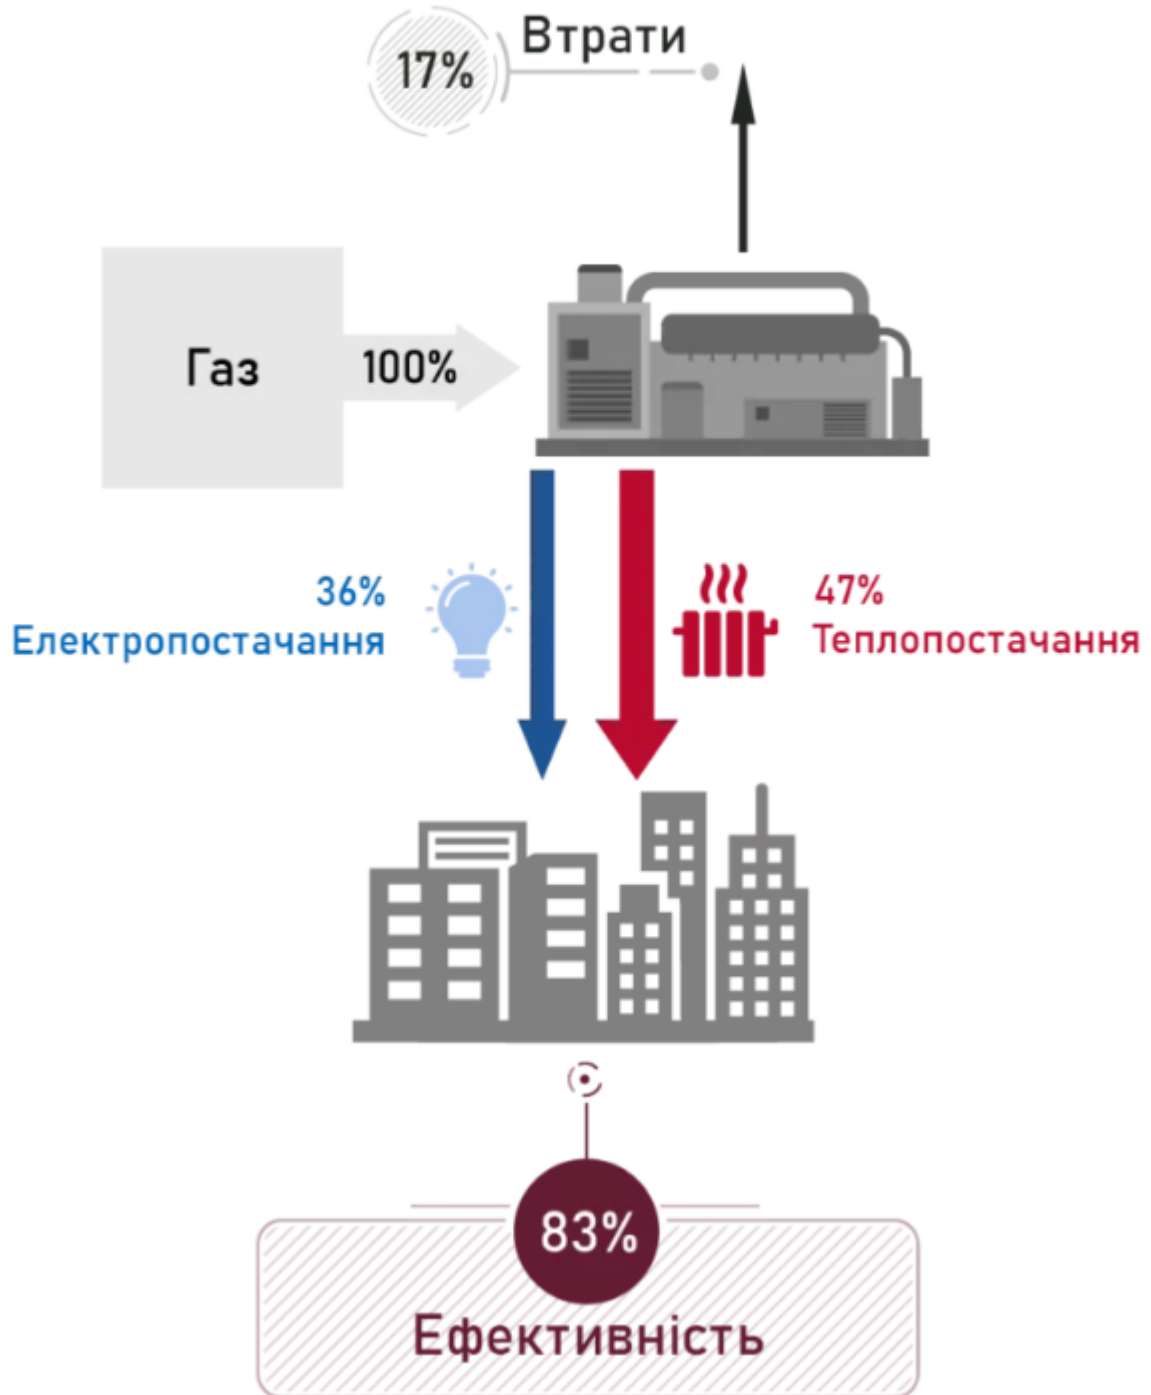 Втрати
17%
Газ
100%
36%
Електропостачання
47%
Теплопостачання
83%
Ефективність